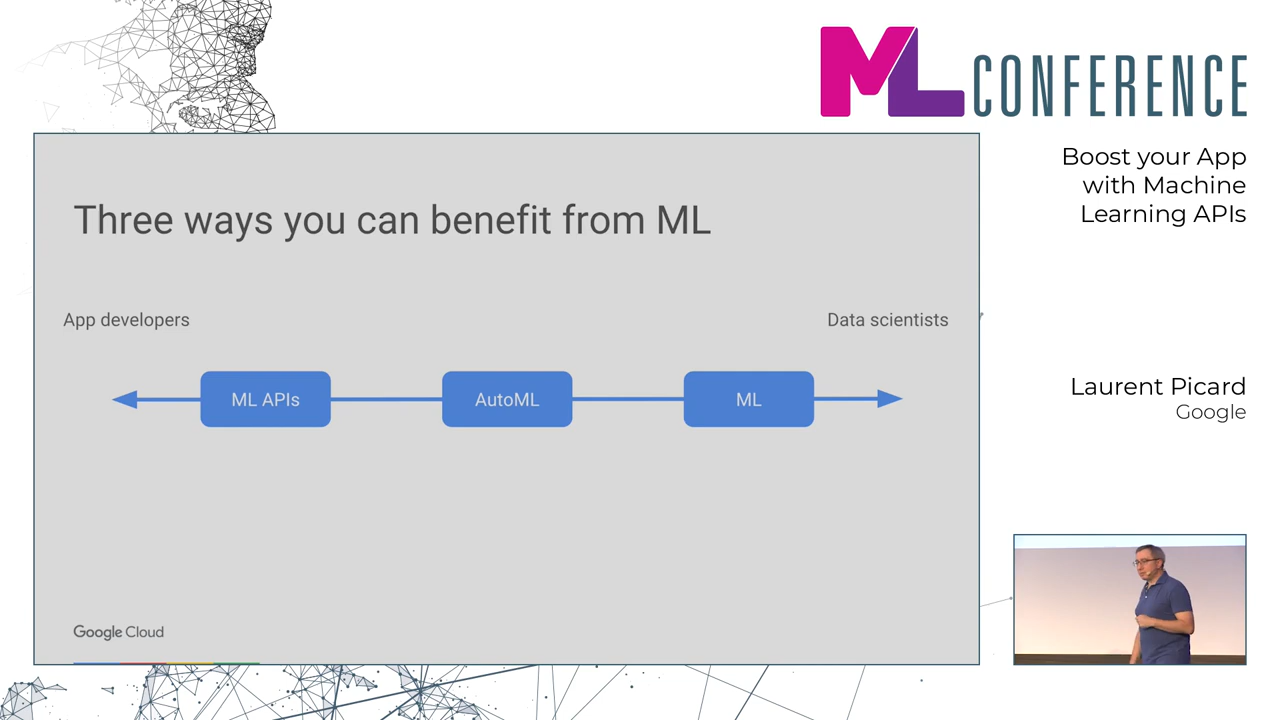 ML CONFERENCE
Boost your App
with Machine
Learning APIs
Three ways you can benefit from ML
App developers
Data scientists
ML APIs
AutoML
ML
Laurent Picard
Google
Google Cloud